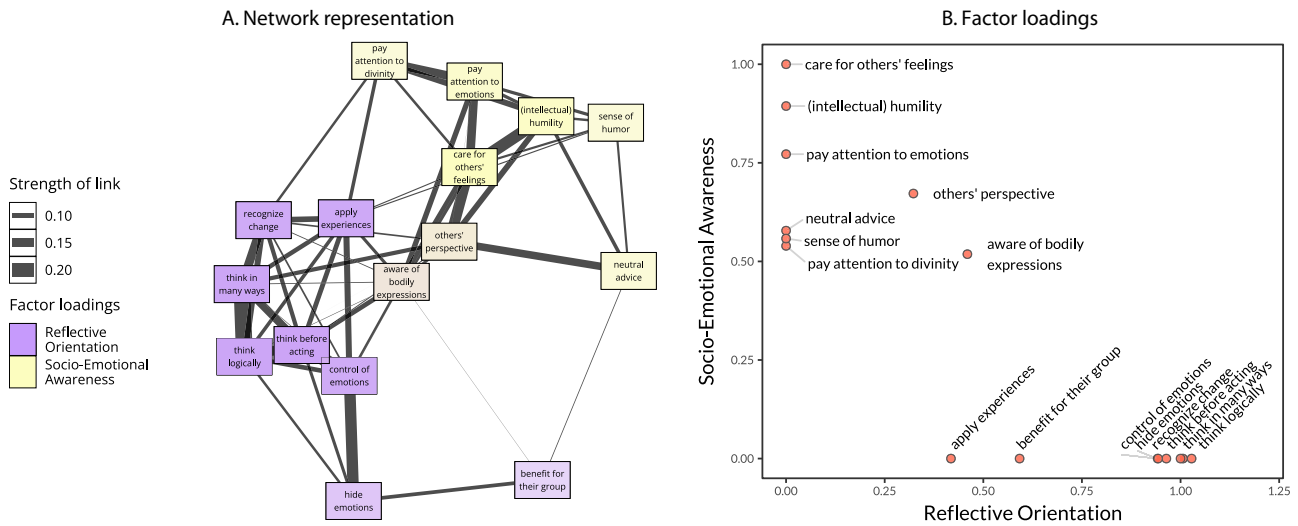 A. Network representation
pay
attention to
divinity
pay
attention to
emotions
(intellectual)
humility
sense of
humor
care for
others'
feelings
recognize
change
apply
experiences
others'
perspective
think in
many ways
aware of
bodily
expressions
neutral
advice
think
logically
think before
acting
control of
emotions
benefit for
their group
hide
emotions
Strength of link
0.10
0.15
0.20
Factor loadings
Reflective
Orientation
Socio-Emotional
Awareness
B. Factor loadings
Socio-Emotional Awareness
1.00
0.75
0.50
0.25
0.00
care for others' feelings
(intellectual) humility
pay attention to emotions
others' perspective
neutral advice
sense of humor
pay attention to divinity
aware of bodily
expressions
apply experiences
benefit for their group
control of emotions
hide emotions
recognize change
think before acting
think in many ways
think logically
0.00
0.25
0.50
0.75
1.00
1.25
Reflective Orientation